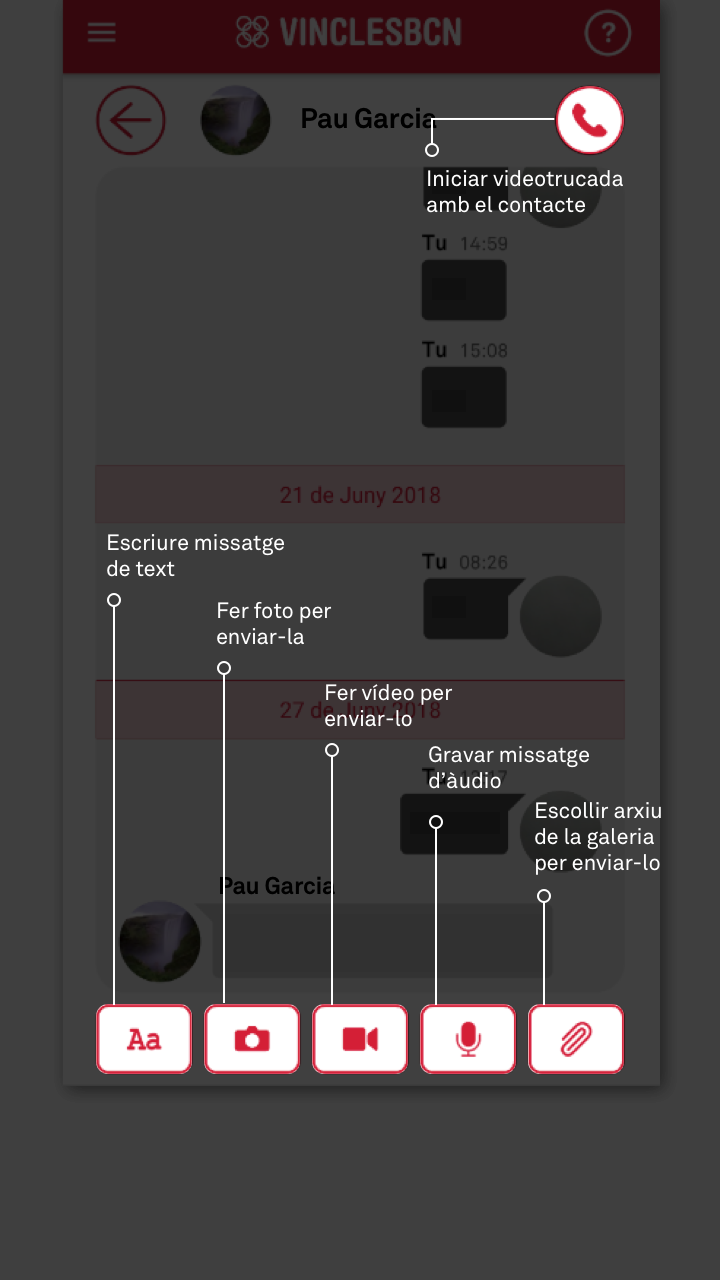 VINCLESBCN
?
Pau Garcia
Iniciar videotrucada
amb el contacte
Tu 14:59
Tu 15:08
21 de Juny 2018
Escriure missatge
de text
Tu 08:26
Fer foto per
enviar-la
Fer vídeo per
enviar-lo
27 de Juny 2018
Gravar missatge
d'àudio
Escollir arxiu
de la galeria
per enviar-lo
Pau Garcia
Aa